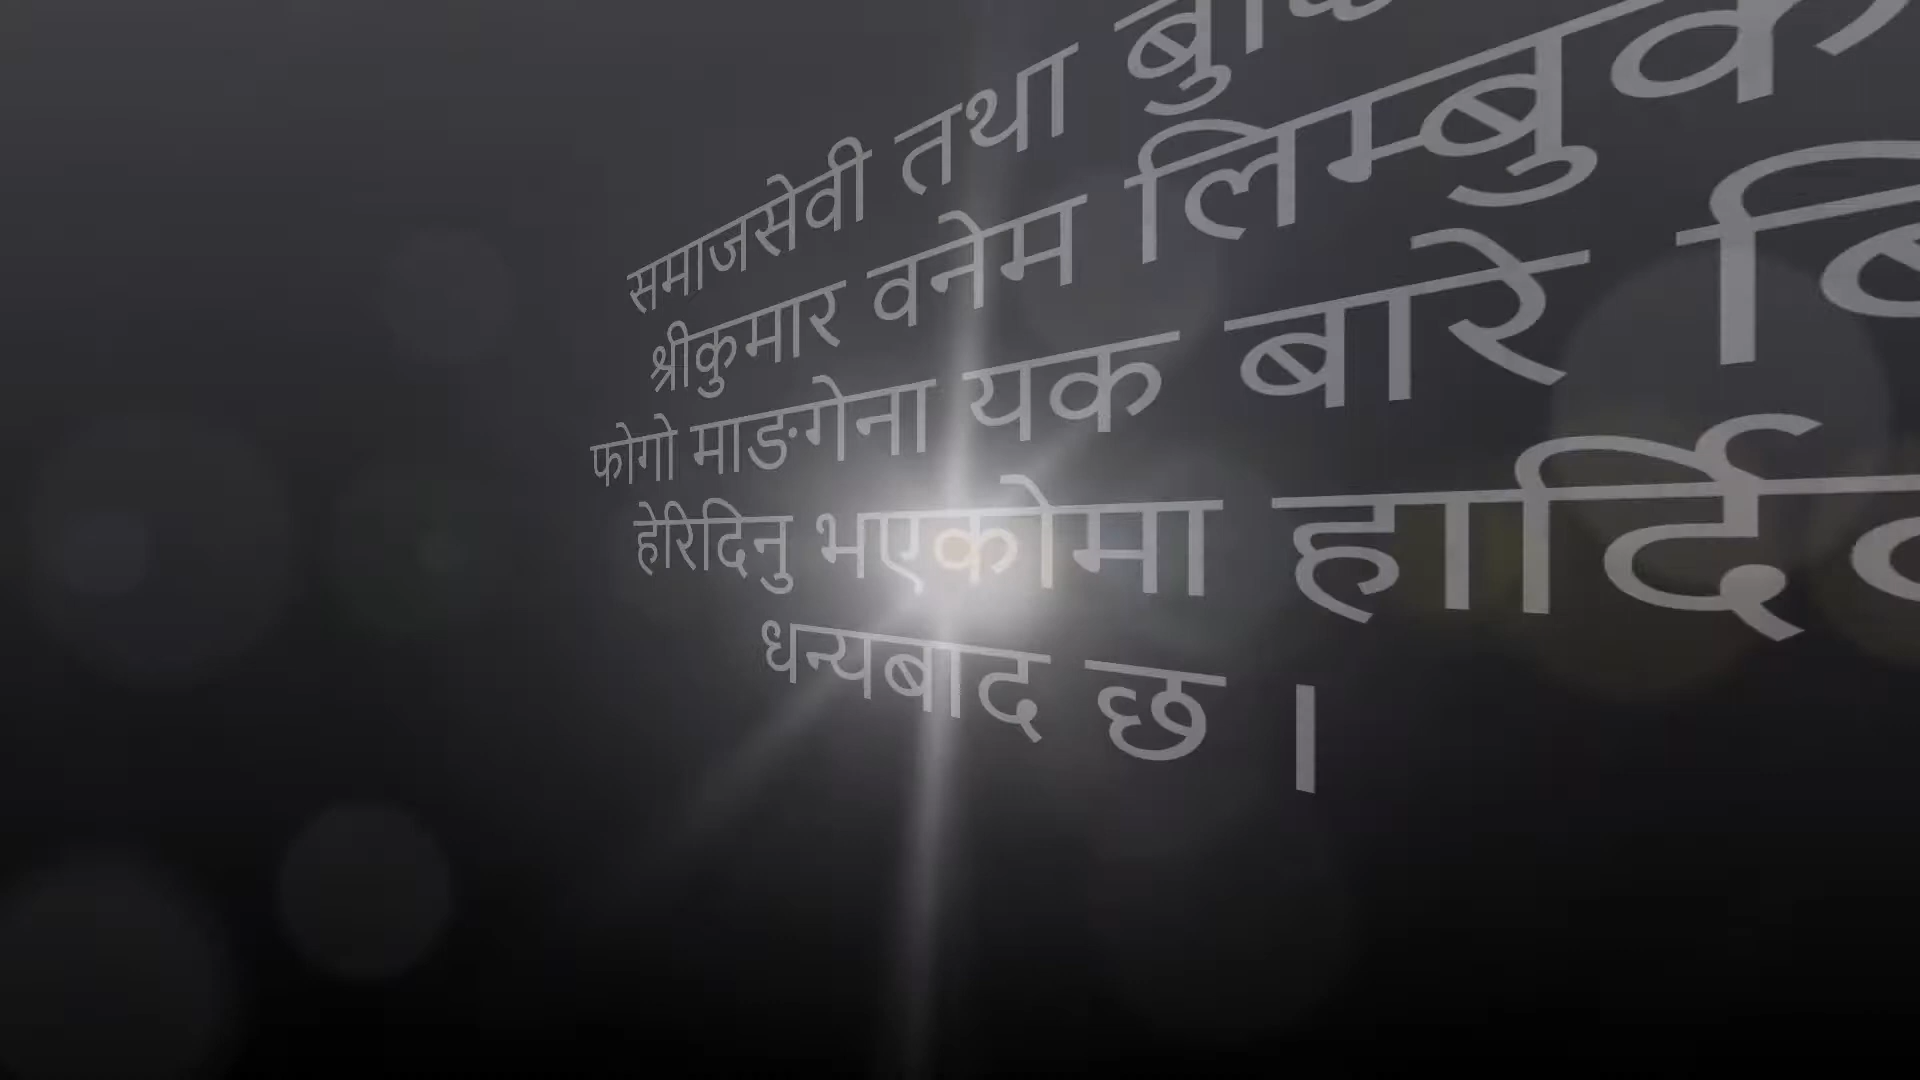 समाजसेवी तथा
श्रीकुमार वनेम
फोगो माङगेना यक बारे
हेरिदिनु भएकोमा
धन्यबाद छ ।